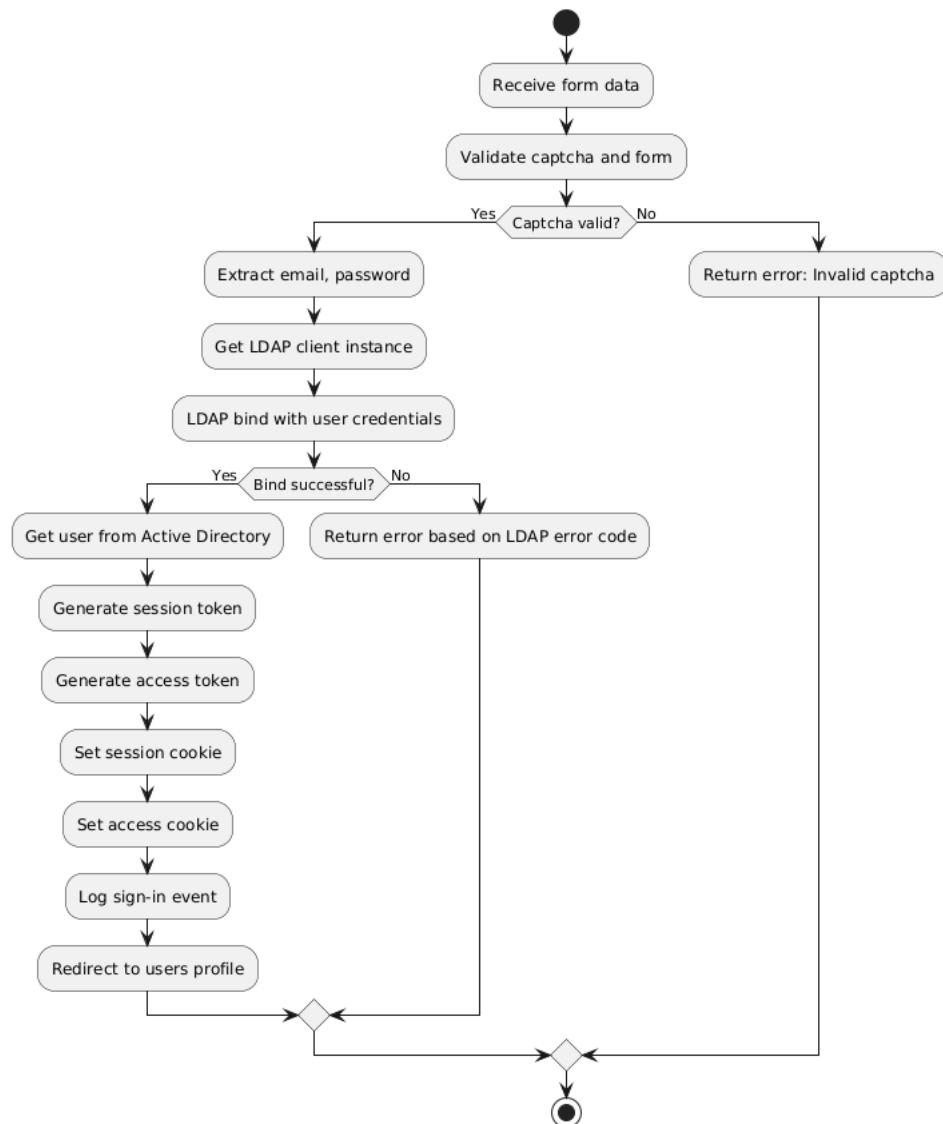 Receive form data
Validate captcha and form
Yes
Captcha valid?
No
Extract email, password
Return error: Invalid captcha
Get LDAP client instance
LDAP bind with user credentials
Yes
Bind successful?
No
Get user from Active Directory
Return error based on LDAP error code
Generate session token
Generate access token
Set session cookie
Set access cookie
Log sign-in event
Redirect to users profile